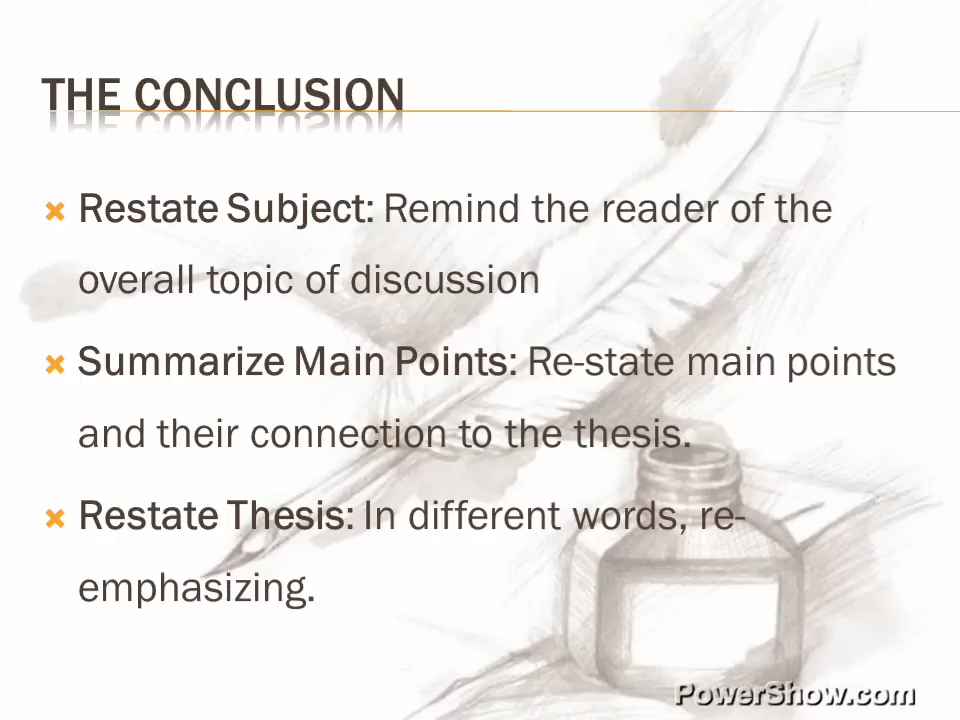 THE CONCLUSION
Restate Subject: Remind the reader of the
overall topic of discussion
Summarize Main Points: Re-state main points
and their connection to the thesis.
Restate Thesis: In different words, re-
emphasizing.
PowerShow.com